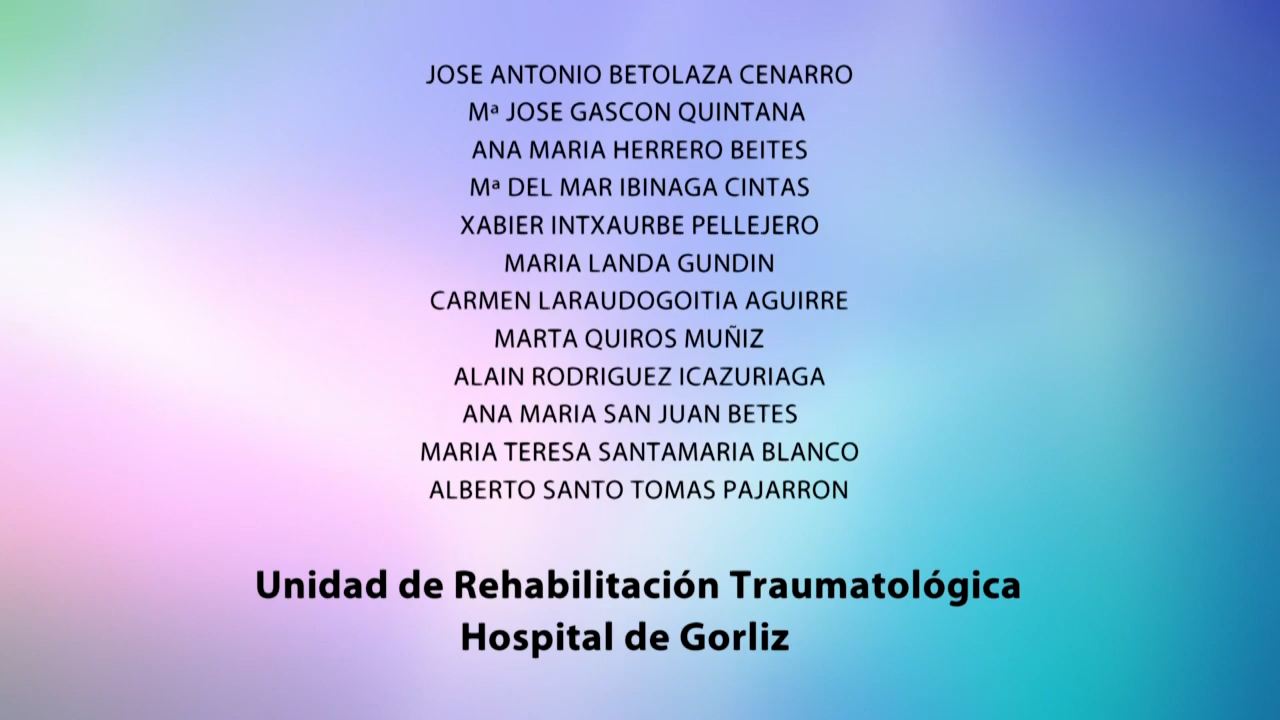 JOSE ANTONIO BETOLAZA CENARRO
Mª JOSE GASCON QUINTANA
ANA MARIA HERRERO BEITES
Mª DEL MAR IBINAGA CINTAS
XABIER INTXAURBE PELLEJERO
MARIA LANDA GUNDIN
CARMEN LARAUDOGOITIA AGUIRRE
MARTA QUIROS MUÑIZ
ALAIN RODRIGUEZ ICAZURIAGA
ANA MARIA SAN JUAN BETES
MARIA TERESA SANTAMARIA BLANCO
ALBERTO SANTO TOMAS PAJARRON
Unidad de Rehabilitación Traumatológica
Hospital de Gorliz